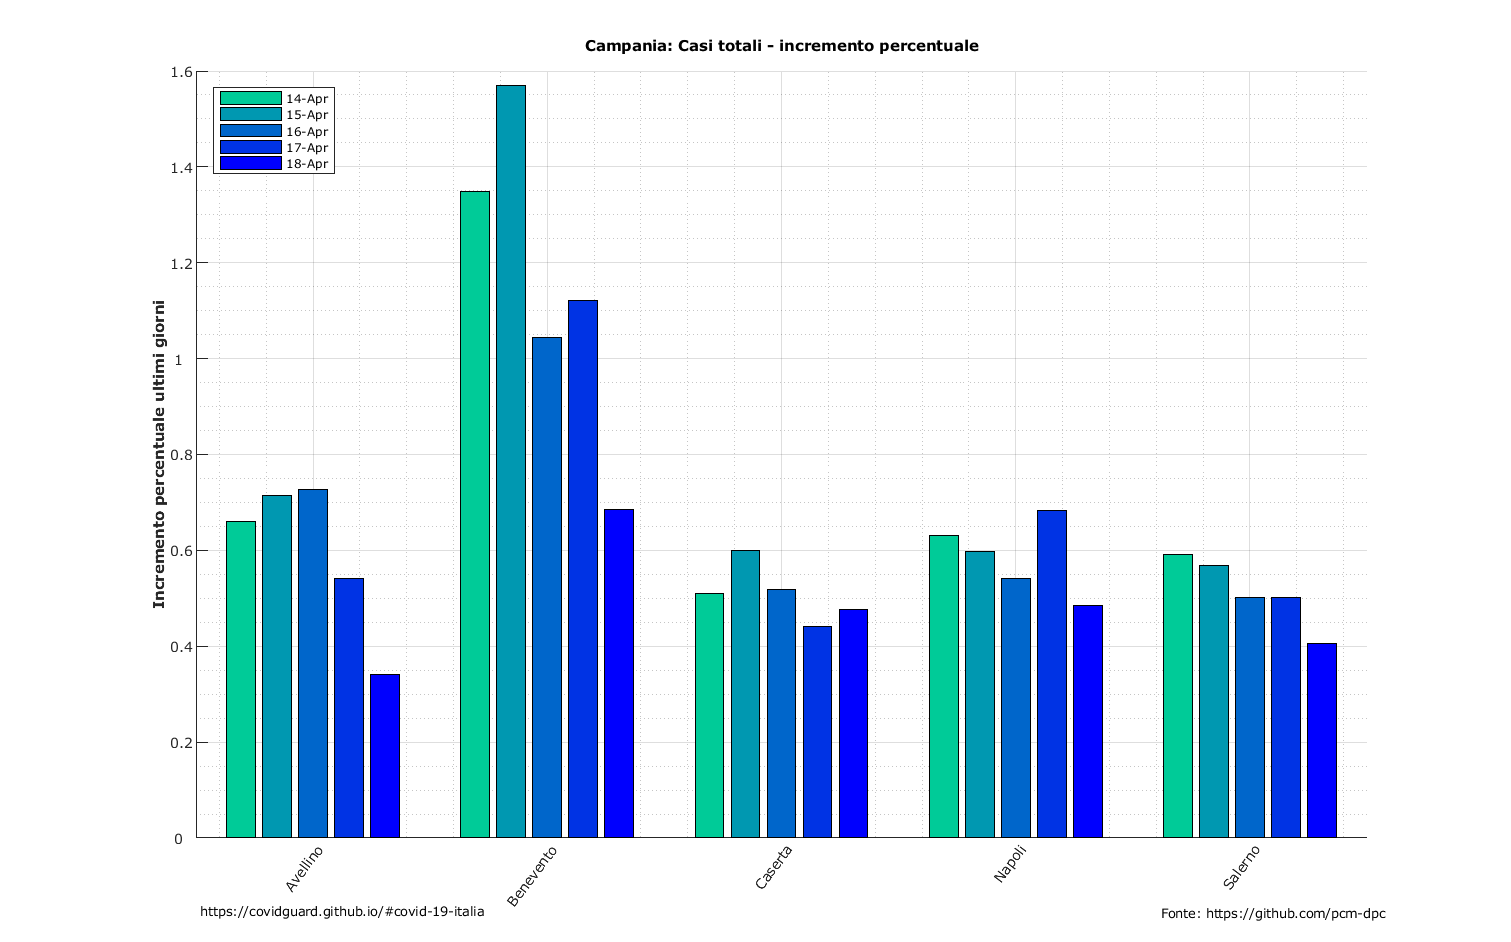 Campania: Casi totali - incremento percentuale
14-Apr
15-Apr
16-Apr
17-Apr
18-Apr
Incremento percentuale ultimi giorni
1.6
1.4
1.2
1
0.8
0.6
0.4
0.2
0
Avellino
Benevento
Caserta
Napoli
Salerno
https://covidguard.github.io/#covid-19-italia
Fonte: https://github.com/pcm-dpc